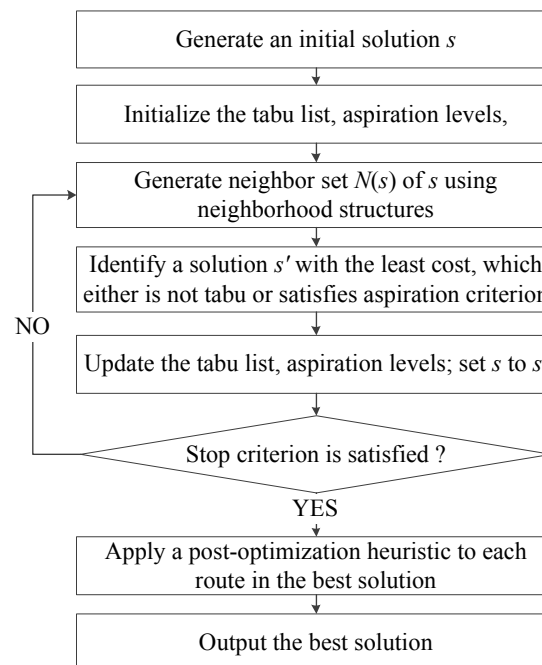 Generate an initial solution s
Initialize the tabu list, aspiration levels,
Generate neighbor set N(s) of s using
neighborhood structures
Identify a solution s′ with the least cost, which
either is not tabu or satisfies aspiration criterion
NO
Update the tabu list, aspiration levels; set s to s
Stop criterion is satisfied ?
YES
Apply a post-optimization heuristic to each
route in the best solution
Output the best solution